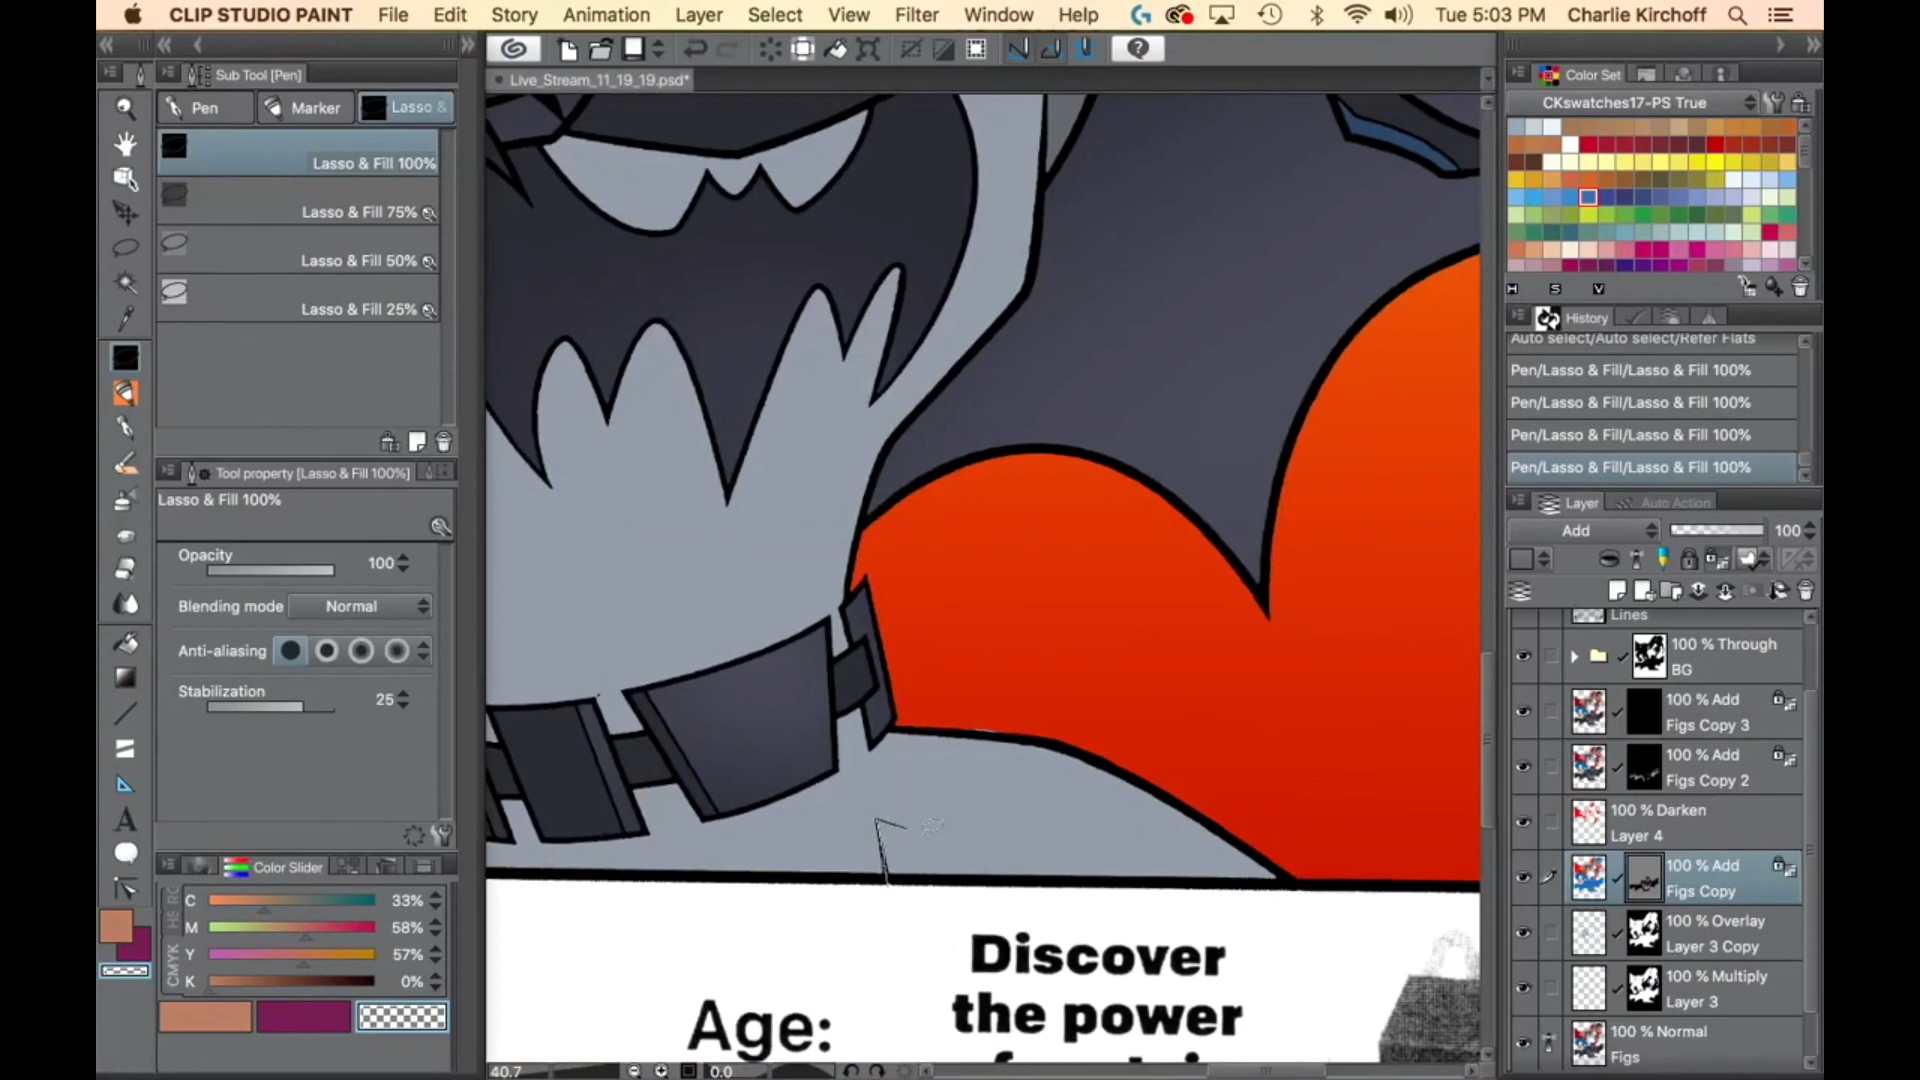 CLIP STUDIO PAINT File Edit Story Animation Layer Select View Filter Window Help Tue 5:03 PM Charlie Kirchoff
Sub Tool [Pen]
Pen Marker Lasso &
Lasso & Fill 100%
Lasso & Fill 75%
Lasso & Fill 50%
Lasso & Fill 25%
Tool property [Lasso & Fill 100%]
Lasso & Fill 100%
Opacity 100
Blending mode Normal
Anti-aliasing
Stabilization 25
Color Slider
C 33%
M 58%
Y 57%
K 0%
CMYK
Live_Stream_11_19_19.psd*
Age:
Discover
the power
40.7 0.0
Color Set
CKswatches17-PS True
H S V
History
Auto select/Auto select/Refer Flats
Pen/Lasso & Fill/Lasso & Fill 100%
Pen/Lasso & Fill/Lasso & Fill 100%
Pen/Lasso & Fill/Lasso & Fill 100%
Pen/Lasso & Fill/Lasso & Fill 100%
Layer Auto Action
Add 100
Lines
100 % Through
BG
100 % Add
Figs Copy 3
100 % Add
Figs Copy 2
100 % Darken
Layer 4
100 % Add
Figs Copy
100 % Overlay
Layer 3 Copy
100 % Multiply
Layer 3
100 % Normal
Figs